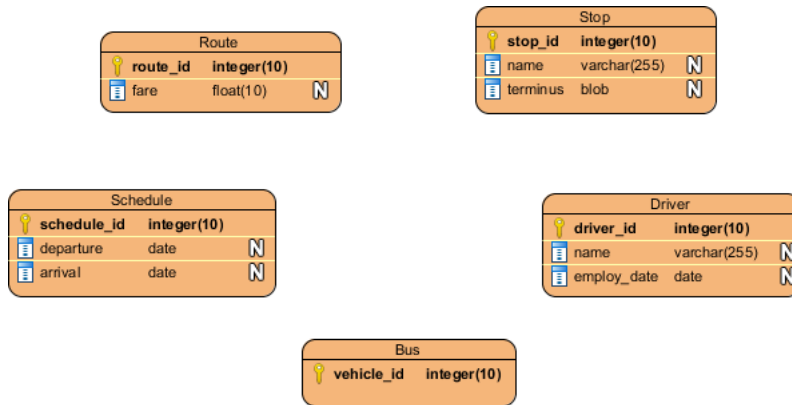 Route
route_id integer(10)
fare float(10) N
Stop
stop_id integer(10)
name varchar(255) N
terminus blob N
Schedule
schedule_id integer(10)
departure date N
arrival date N
Driver
driver_id integer(10)
name varchar(255) N
employ_date date N
Bus
vehicle_id integer(10)